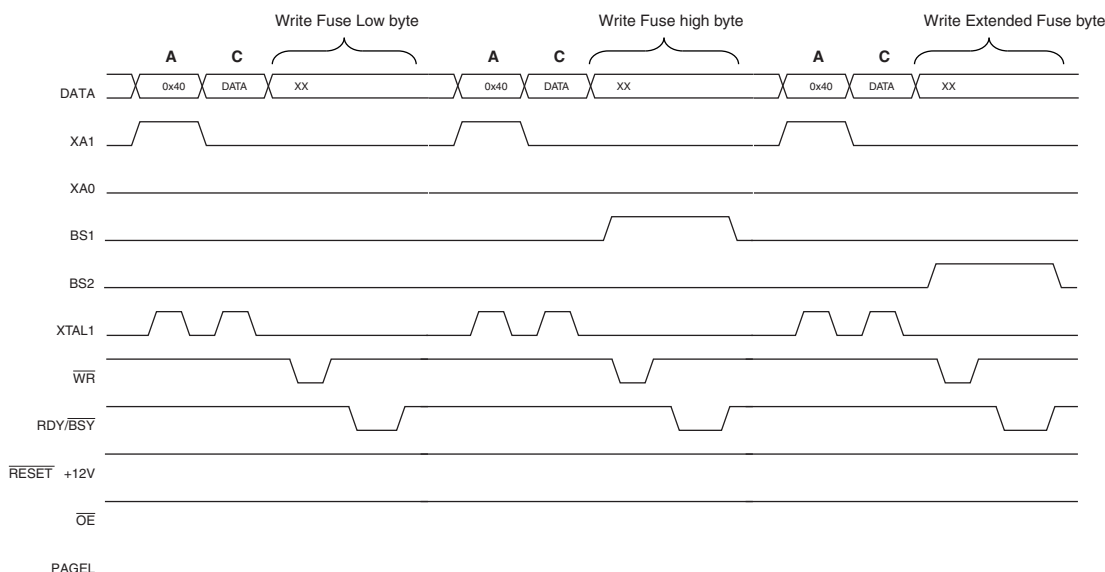 Write Fuse Low byte Write Fuse high byte Write Extended Fuse byte
A C A C A C
DATA 0x40 DATA XX 0x40 DATA XX 0x40 DATA XX
XA1
XA0
BS1
BS2
XTAL1
WR
RDY/BSY
RESET +12V
OE
PAGEL